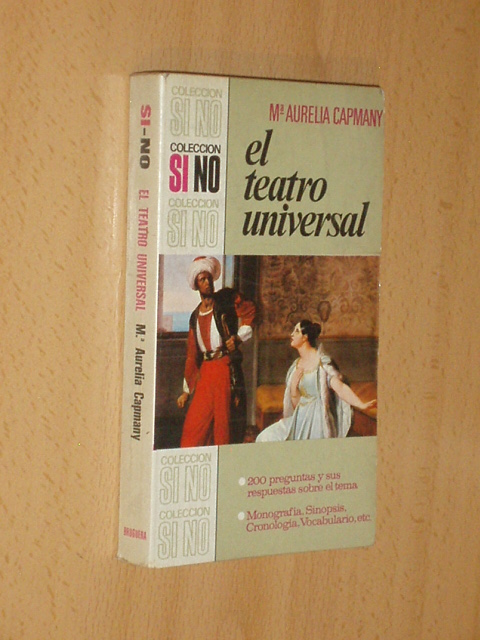 SI-NO EL TEATRO UNIVERSAL Mª Aurelia Capmany
BRUGUERA
COLECCION
SI NO
COLECCION
SI NO
COLECCION
SI NO
Mª AURELIA CAPMANY
el
teatro
universal
COLECCION
SI NO
COLECCION
SI NO
200 preguntas y sus
respuestas sobre el tema
Monografía, Sinopsis,
Cronología, Vocabulario, etc.